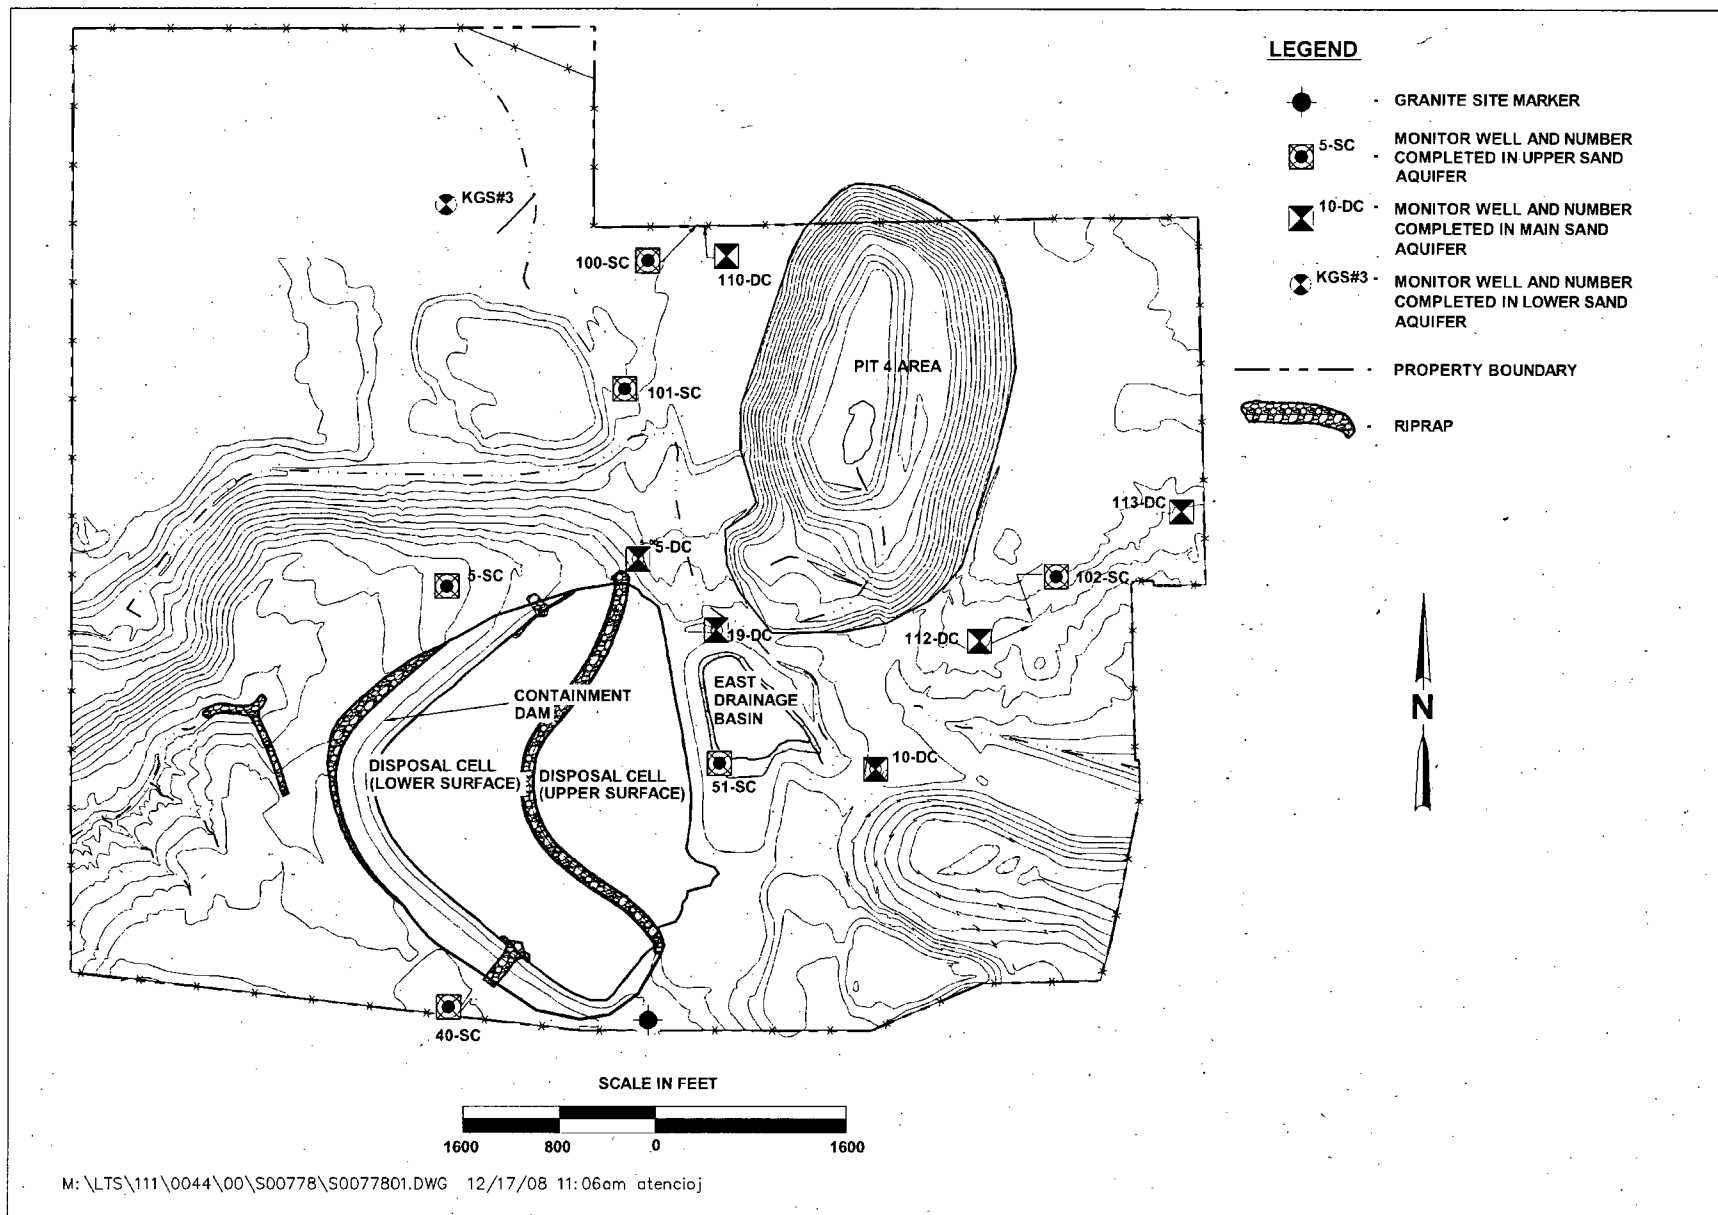 LEGEND
GRANITE SITE MARKER
5-SC - MONITOR WELL AND NUMBER
COMPLETED IN UPPER SAND
AQUIFER
10-DC - MONITOR WELL AND NUMBER
COMPLETED IN MAIN SAND
AQUIFER
KGS#3 - MONITOR WELL AND NUMBER
COMPLETED IN LOWER SAND
AQUIFER
PROPERTY BOUNDARY
RIPRAP
N
KGS#3
100-SC
110-DC
PIT 4 AREA
101-SC
113-DC
5-DC
5-SC
102-SC
19-DC
112-DC
EAST
DRAINAGE
BASIN
CONTAINMENT
DAM
DISPOSAL CELL
(LOWER SURFACE)
DISPOSAL CELL
(UPPER SURFACE)
10-DC
51-SC
40-SC
SCALE IN FEET
1600 800 0 1600
M:\LTS\111\0044\00\S00778\S0077801.DWG 12/17/08 11:06am atencioj